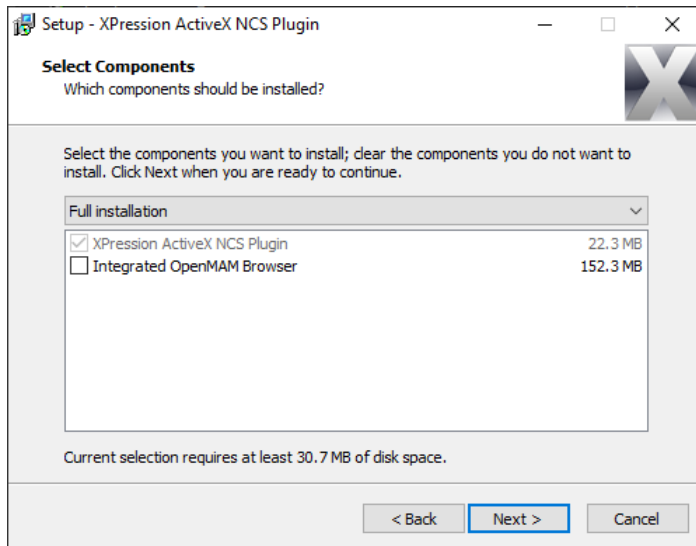 Setup - XPression ActiveX NCS Plugin
Select Components
Which components should be installed?
Select the components you want to install; clear the components you do not want to
install. Click Next when you are ready to continue.
Full installation
XPression ActiveX NCS Plugin 22.3 MB
Integrated OpenMAM Browser 152.3 MB
Current selection requires at least 30.7 MB of disk space.
< Back Next > Cancel